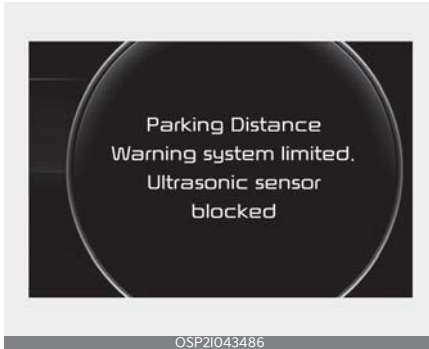 Parking Distance
Warning system limited.
Ultrasonic sensor
blocked
OSP2I043486